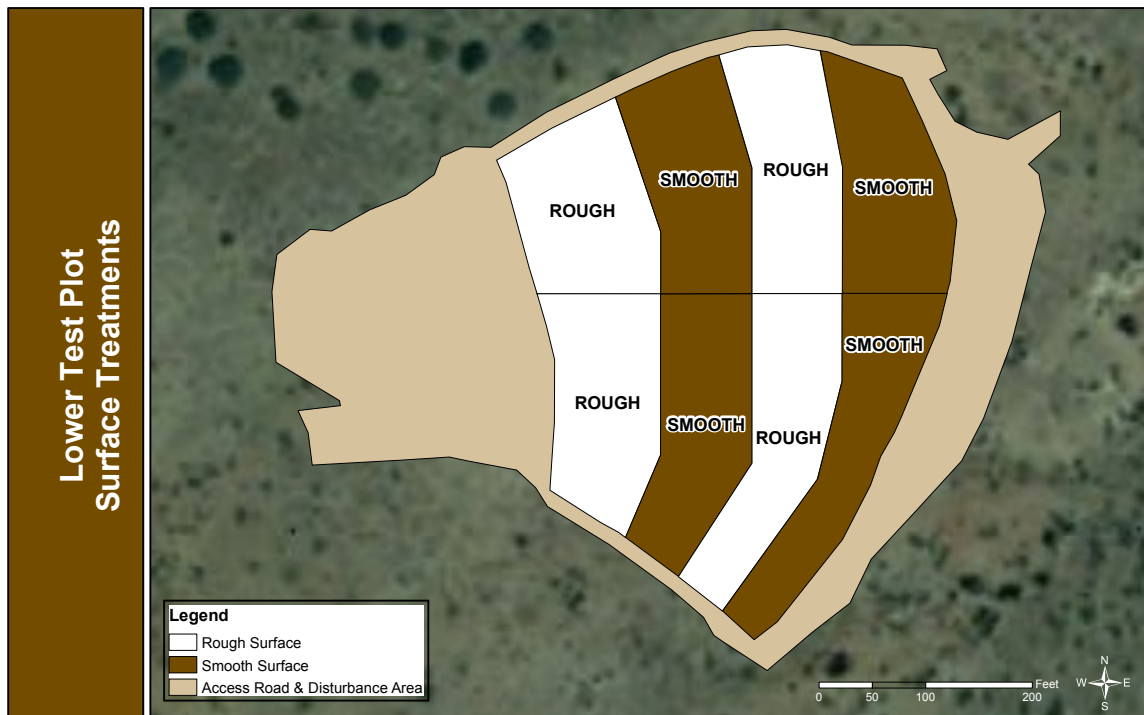 Lower Test Plot
Surface Treatments
ROUGH
SMOOTH
ROUGH
SMOOTH
ROUGH
SMOOTH
ROUGH
SMOOTH
Legend
Rough Surface
Smooth Surface
Access Road & Disturbance Area
0 50 100 200 Feet
N
W E
S